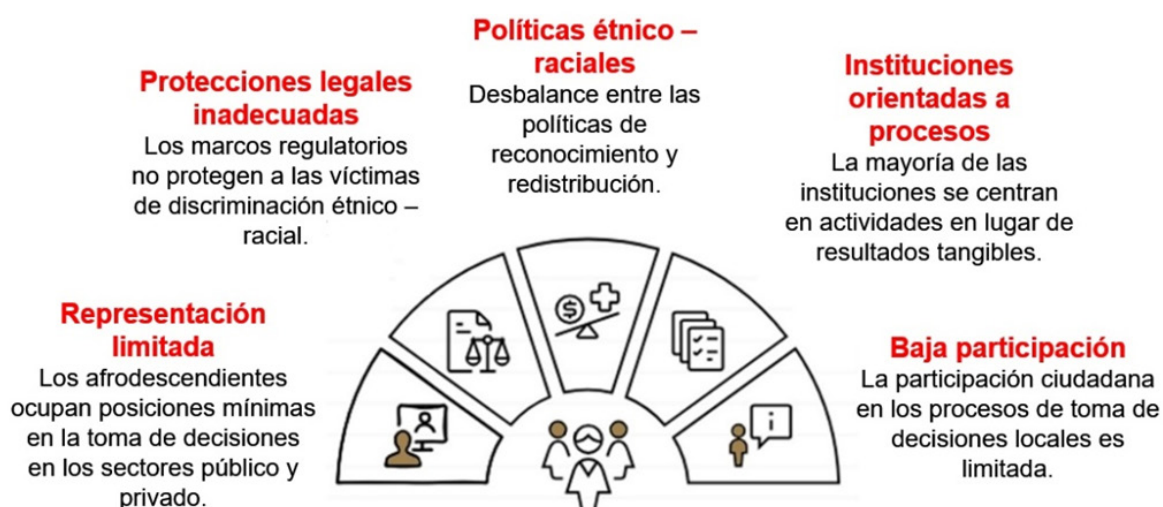 Políticas étnico –
raciales
Desbalance entre las
políticas de
reconocimiento y
redistribución.
Protecciones legales
inadecuadas
Los marcos regulatorios
no protegen a las víctimas
de discriminación étnico –
racial.
Instituciones
orientadas a
procesos
La mayoría de las
instituciones se centran
en actividades en lugar de
resultados tangibles.
Representación
limitada
Los afrodescendientes
ocupan posiciones mínimas
en la toma de decisiones
en los sectores público y
privado.
Baja participación
La participación ciudadana
en los procesos de toma de
decisiones locales es
limitada.